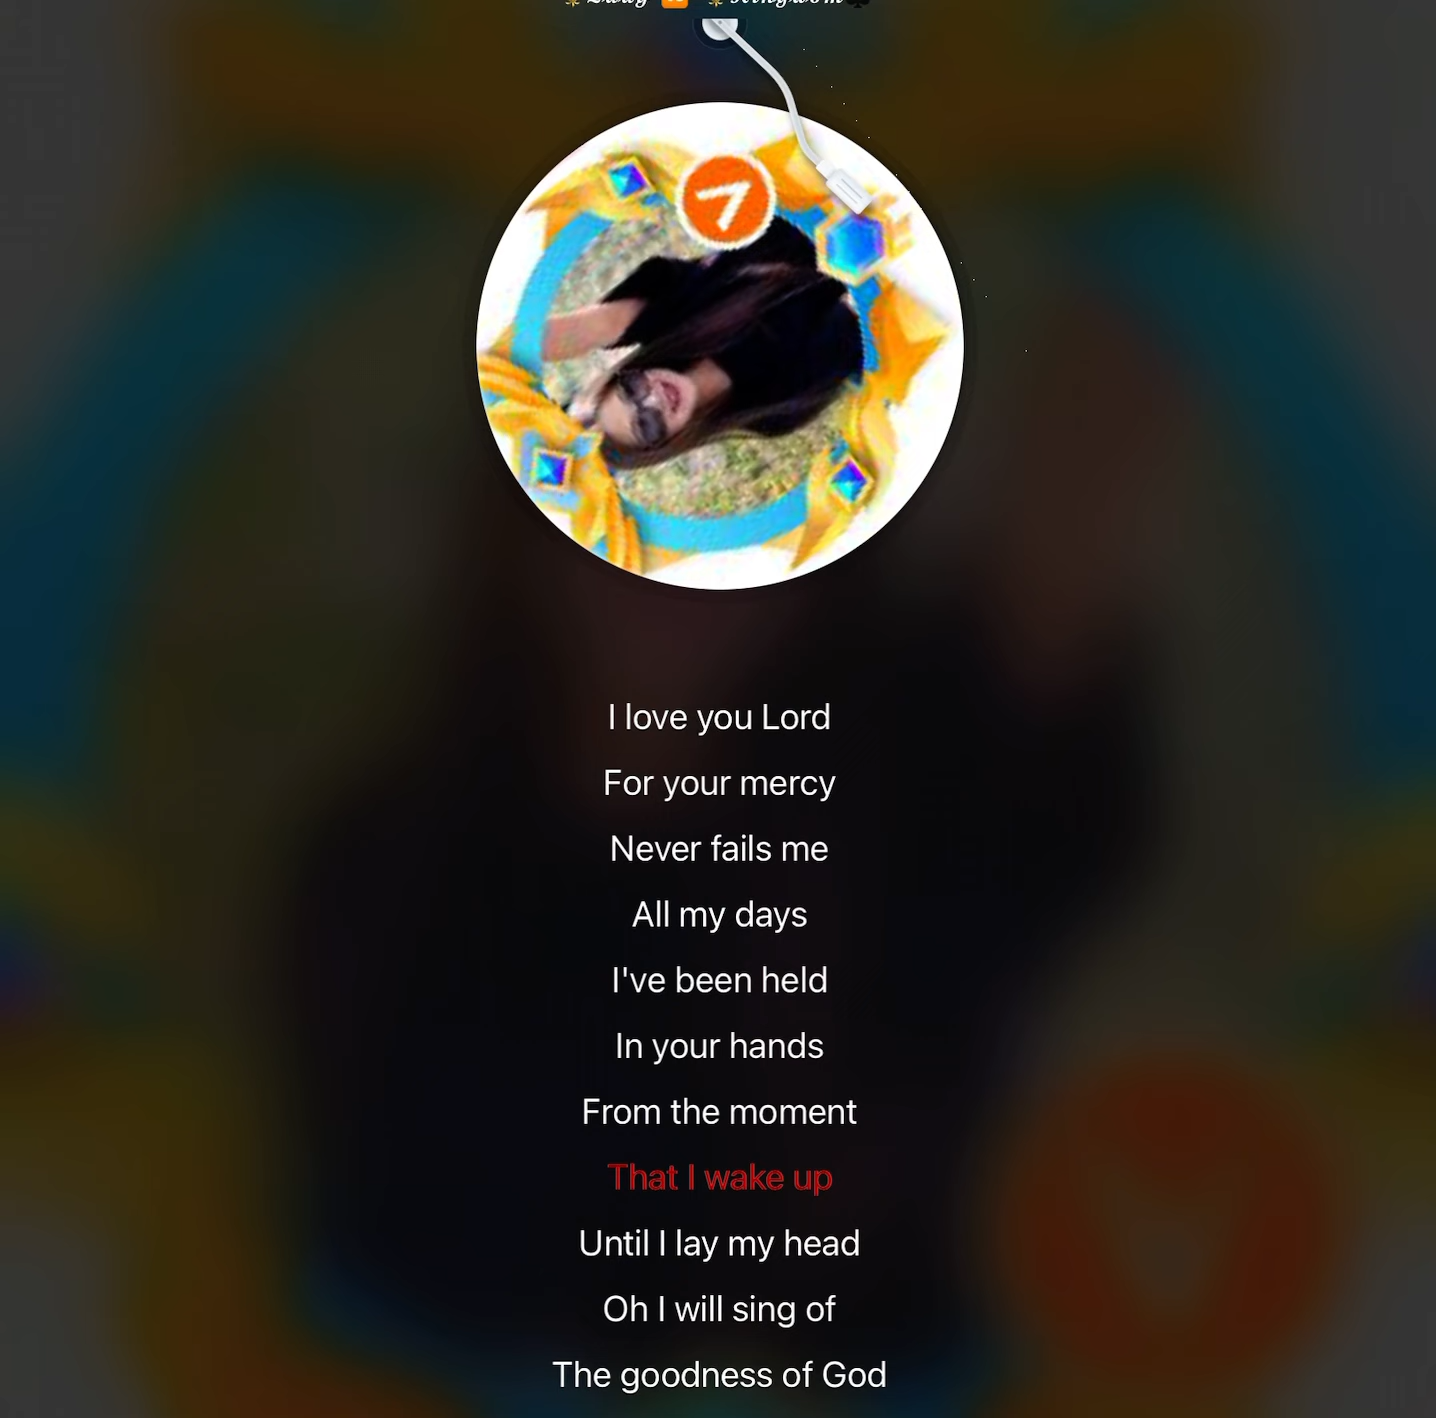 I love you Lord
For your mercy
Never fails me
All my days
I've been held
In your hands
From the moment
That I wake up
Until I lay my head
Oh I will sing of
The goodness of God